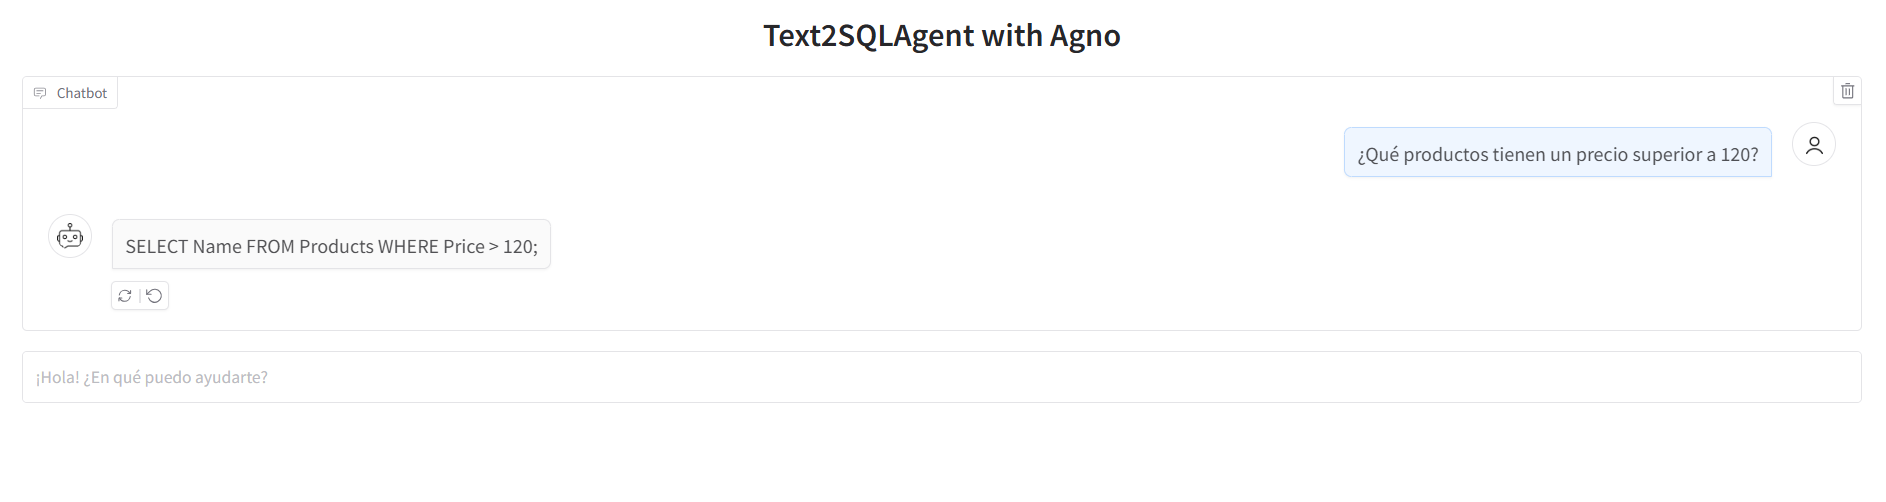 Text2SQLAgent with Agno
Chatbot
¿Qué productos tienen un precio superior a 120?
SELECT Name FROM Products WHERE Price > 120;
¡Hola! ¿En qué puedo ayudarte?